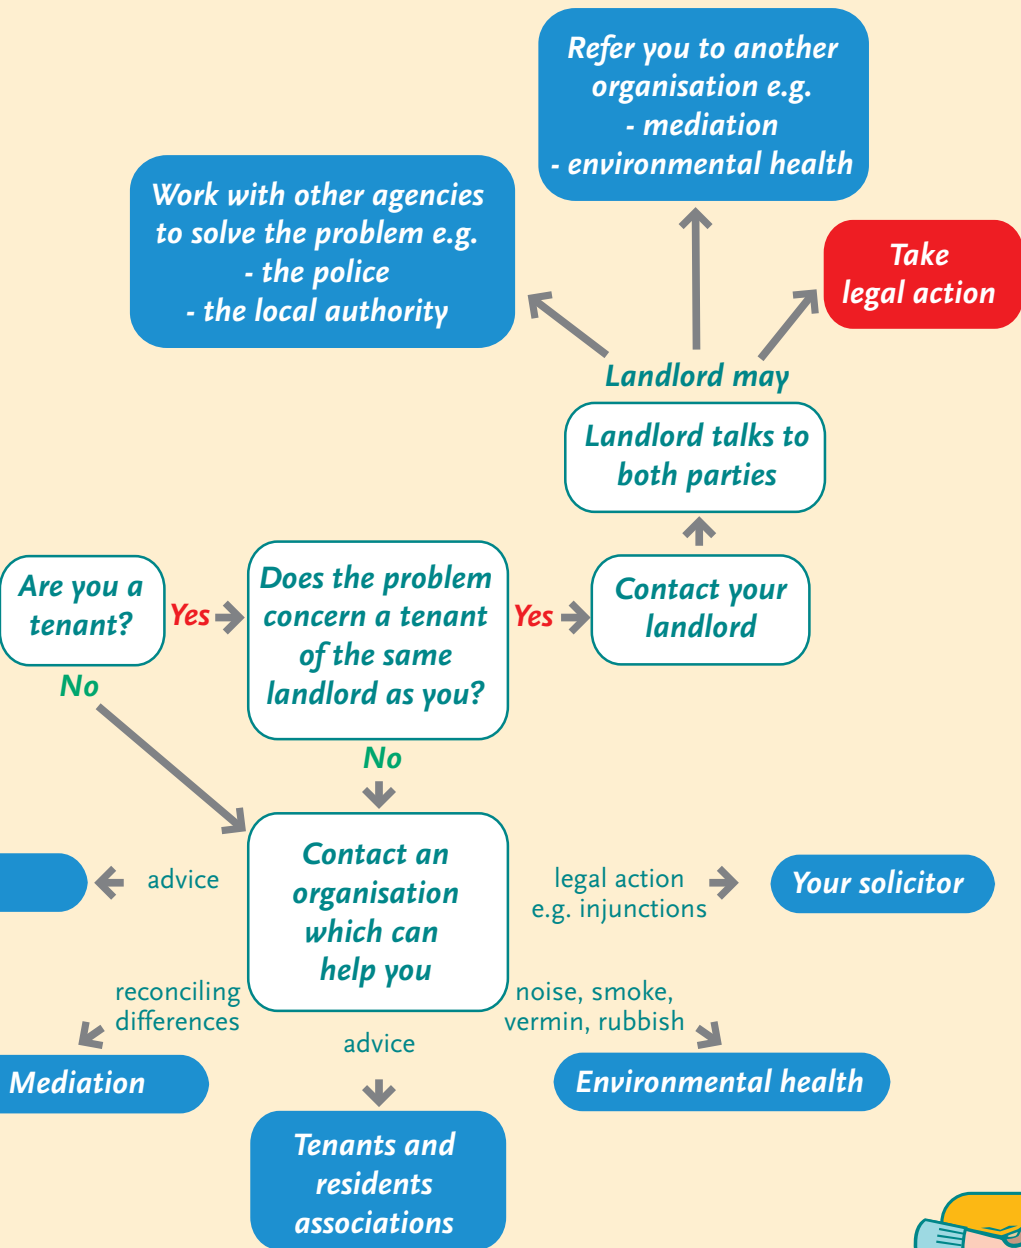 Refer you to another
organisation e.g.
- mediation
- environmental health
Work with other agencies
to solve the problem e.g.
- the police
- the local authority
Take
legal action
Landlord may
Landlord talks to
both parties
Are you a
tenant?
Yes
Does the problem
concern a tenant
of the same
landlord as you?
Yes
Contact your
landlord
No
No
Contact an
organisation
which can
help you
advice
legal action
e.g. injunctions
Your solicitor
reconciling
differences
noise, smoke,
vermin, rubbish
advice
Mediation
Environmental health
Tenants and
residents
associations